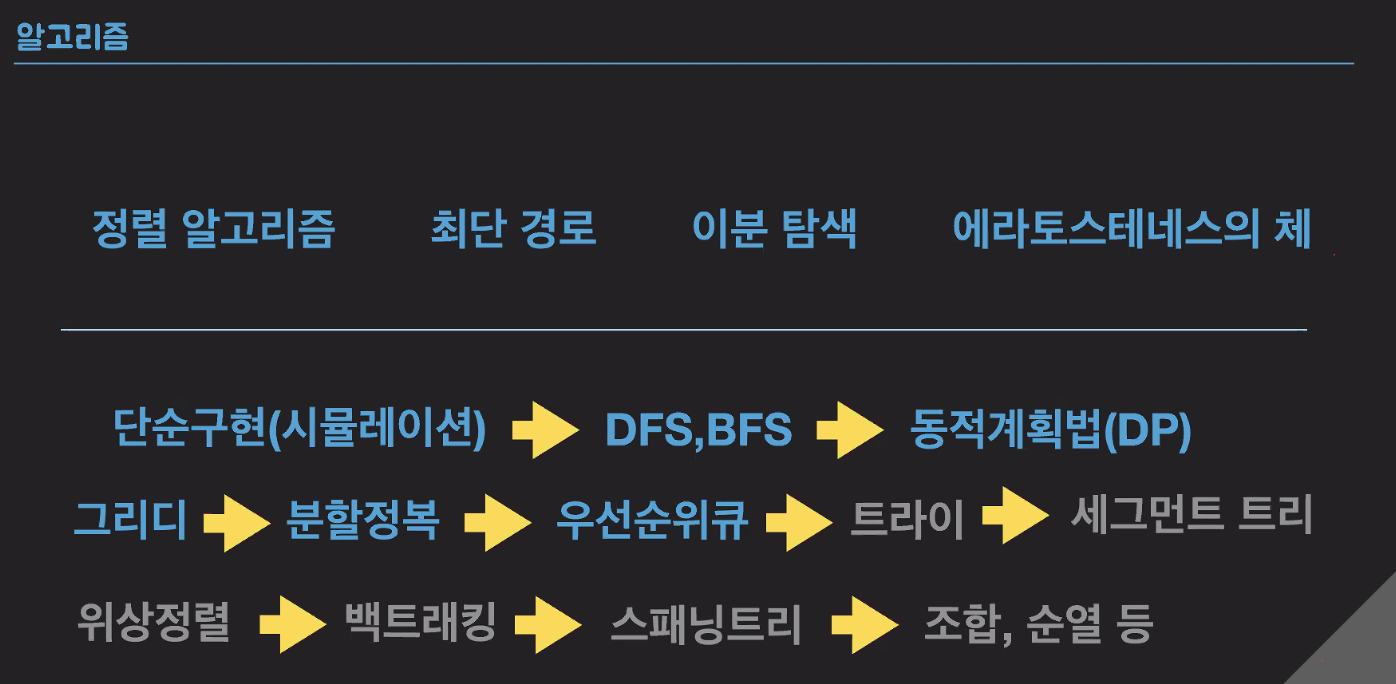 알고리즘
정렬 알고리즘 최단 경로 이분 탐색 에라토스테네스의 체
단순구현(시뮬레이션) DFS,BFS 동적계획법(DP)
그리디 분할정복 우선순위큐 트라이 세그먼트 트리
위상정렬 백트래킹 스패닝트리 조합, 순열 등